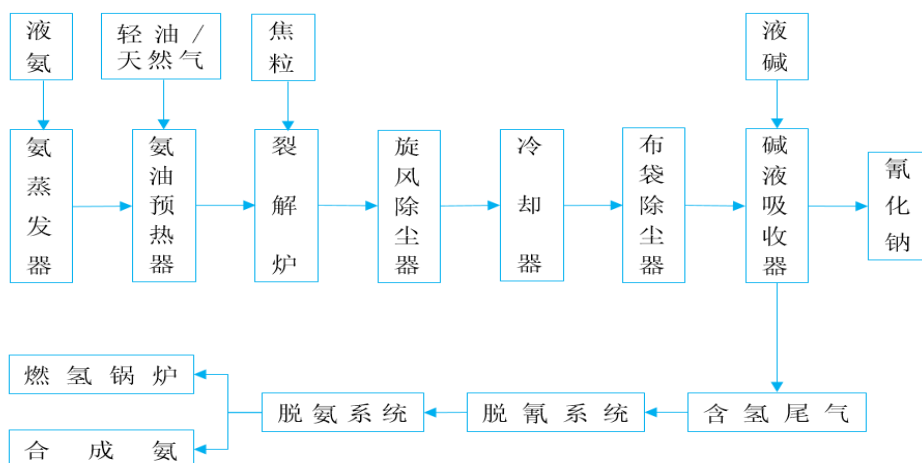 液氨
轻油/
天然气
焦粒
液碱
氨蒸发器
氨油预热器
裂解炉
旋风除尘器
冷却器
布袋除尘器
碱液吸收器
氰化钠
燃氢锅炉
合成氨
脱氨系统
脱氰系统
含氢尾气